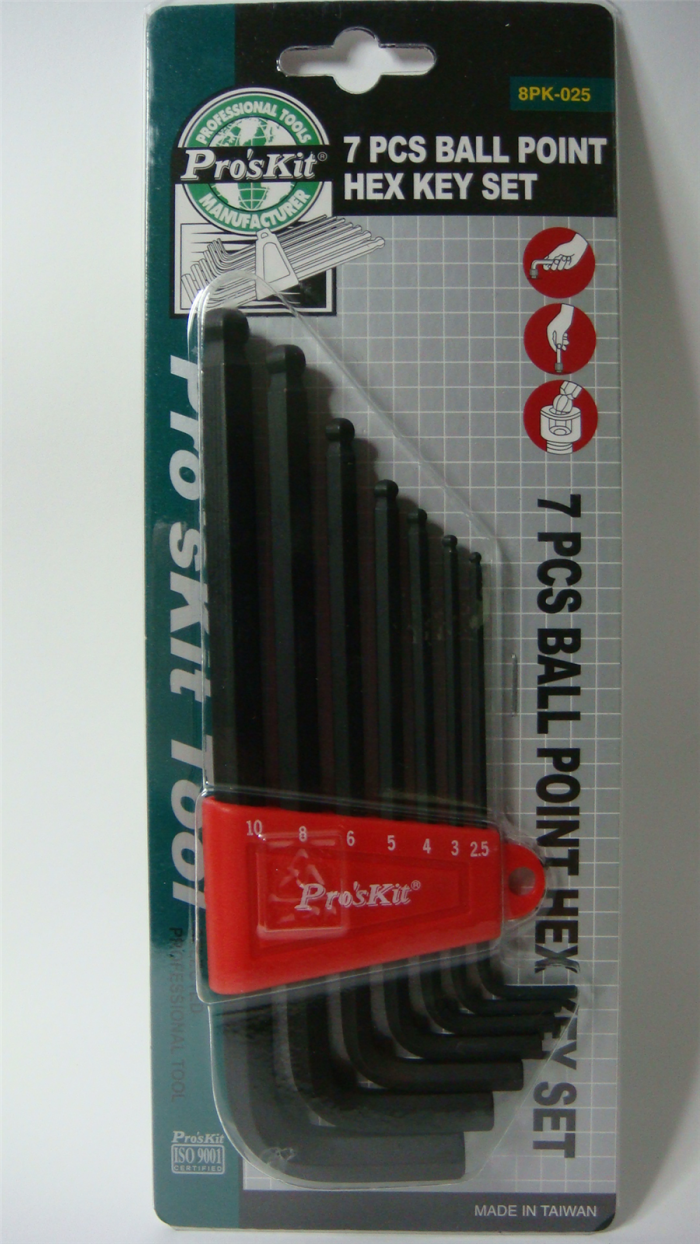 8PK-025
PROFESSIONAL TOOLS
Pro'sKit®
MANUFACTURER
7 PCS BALL POINT
HEX KEY SET
Pro'sKit Tool
7 PCS BALL POINT HEX KEY SET
10 8 6 5 4 3 2.5
Pro'sKit®
PROFESSIONAL TOOL
Pro'sKit
ISO 9001
CERTIFIED
MADE IN TAIWAN